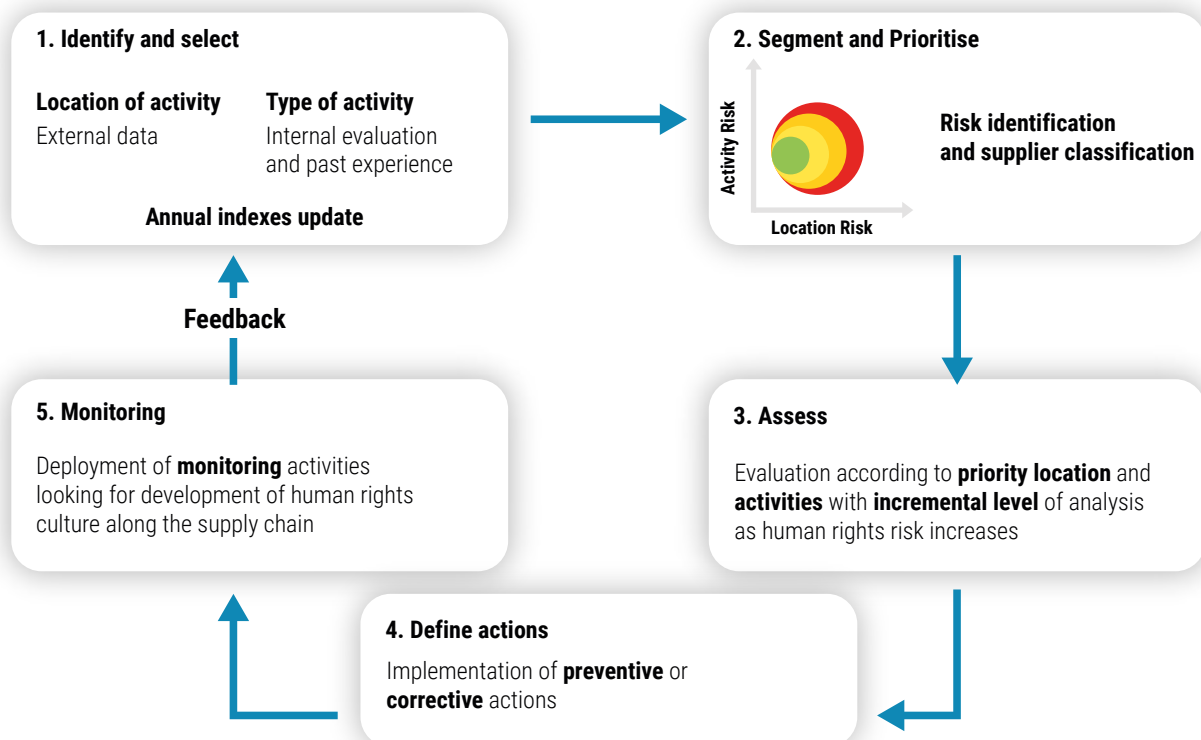 1. Identify and select
Location of activity
External data
Type of activity
Internal evaluation
and past experience
Annual indexes update
2. Segment and Prioritise
Activity Risk
Location Risk
Risk identification
and supplier classification
3. Assess
Evaluation according to priority location and
activities with incremental level of analysis
as human rights risk increases
4. Define actions
Implementation of preventive or
corrective actions
5. Monitoring
Deployment of monitoring activities
looking for development of human rights
culture along the supply chain
Feedback